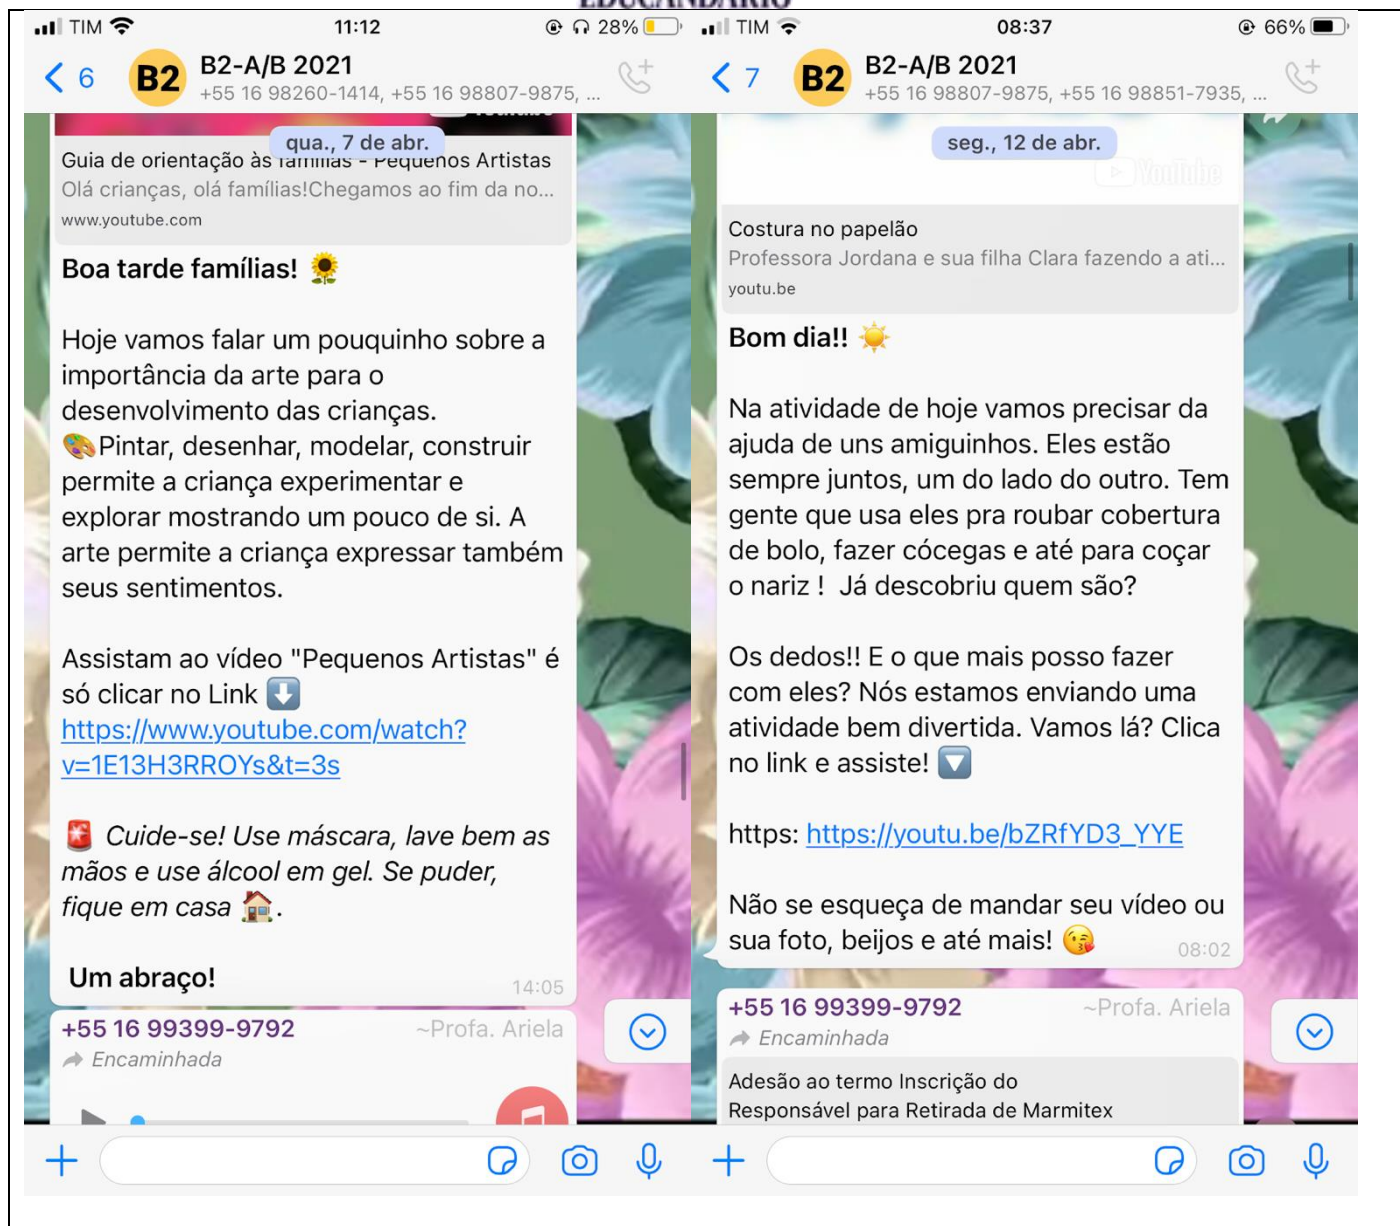 EDUCANDÁRIO
TIM
11:12
28%
6
B2
B2-A/B 2021
+55 16 98260-1414, +55 16 98807-9875, ...
qua., 7 de abr.
Guia de orientação às famílias - Pequenos Artistas
Olá crianças, olá famílias!Chegamos ao fim da no...
www.youtube.com
Boa tarde famílias! 🌻
Hoje vamos falar um pouquinho sobre a
importância da arte para o
desenvolvimento das crianças.
🎨Pintar, desenhar, modelar, construir
permite a criança experimentar e
explorar mostrando um pouco de si. A
arte permite a criança expressar também
seus sentimentos.
Assistam ao vídeo "Pequenos Artistas" é
só clicar no Link ⬇️
https://www.youtube.com/watch?
v=1E13H3RROYs&t=3s
🚨 Cuide-se! Use máscara, lave bem as
mãos e use álcool em gel. Se puder,
fique em casa 🏠.
Um abraço!
14:05
+55 16 99399-9792 ~Profa. Ariela
Encaminhada
TIM
08:37
66%
7
B2
B2-A/B 2021
+55 16 98807-9875, +55 16 98851-7935, ...
seg., 12 de abr.
YouTube
Costura no papelão
Professora Jordana e sua filha Clara fazendo a ati...
youtu.be
Bom dia!! ☀️
Na atividade de hoje vamos precisar da
ajuda de uns amiguinhos. Eles estão
sempre juntos, um do lado do outro. Tem
gente que usa eles pra roubar cobertura
de bolo, fazer cócegas e até para coçar
o nariz ! Já descobriu quem são?
Os dedos!! E o que mais posso fazer
com eles? Nós estamos enviando uma
atividade bem divertida. Vamos lá? Clica
no link e assiste! 🔽
https: https://youtu.be/bZRfYD3_YYE
Não se esqueça de mandar seu vídeo ou
sua foto, beijos e até mais! 😘
08:02
+55 16 99399-9792 ~Profa. Ariela
Encaminhada
Adesão ao termo Inscrição do
Responsável para Retirada de Marmitex